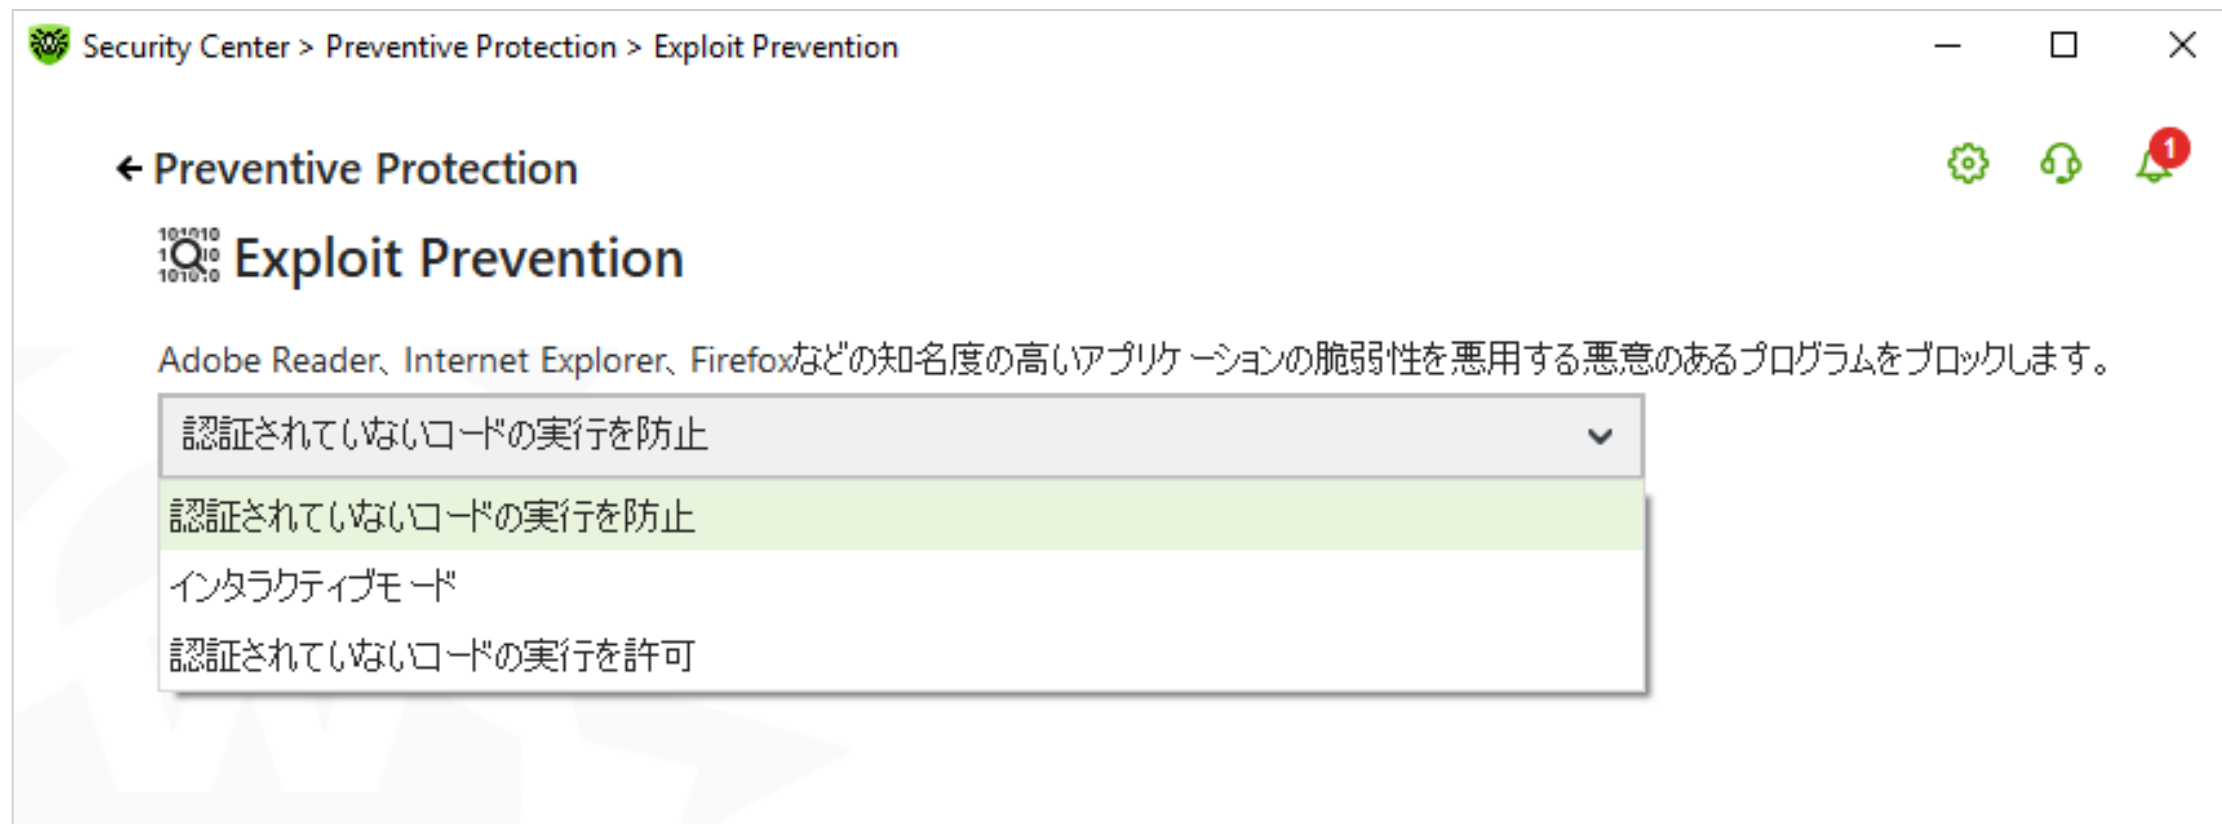 Security Center > Preventive Protection > Exploit Prevention
Preventive Protection
1
Exploit Prevention
Adobe Reader、Internet Explorer、Firefoxなどの知名度の高いアプリケーションの脆弱性を悪用する悪意のあるプログラムをブロックします。
認証されていないコードの実行を防止
認証されていないコードの実行を防止
インタラクティブモード
認証されていないコードの実行を許可